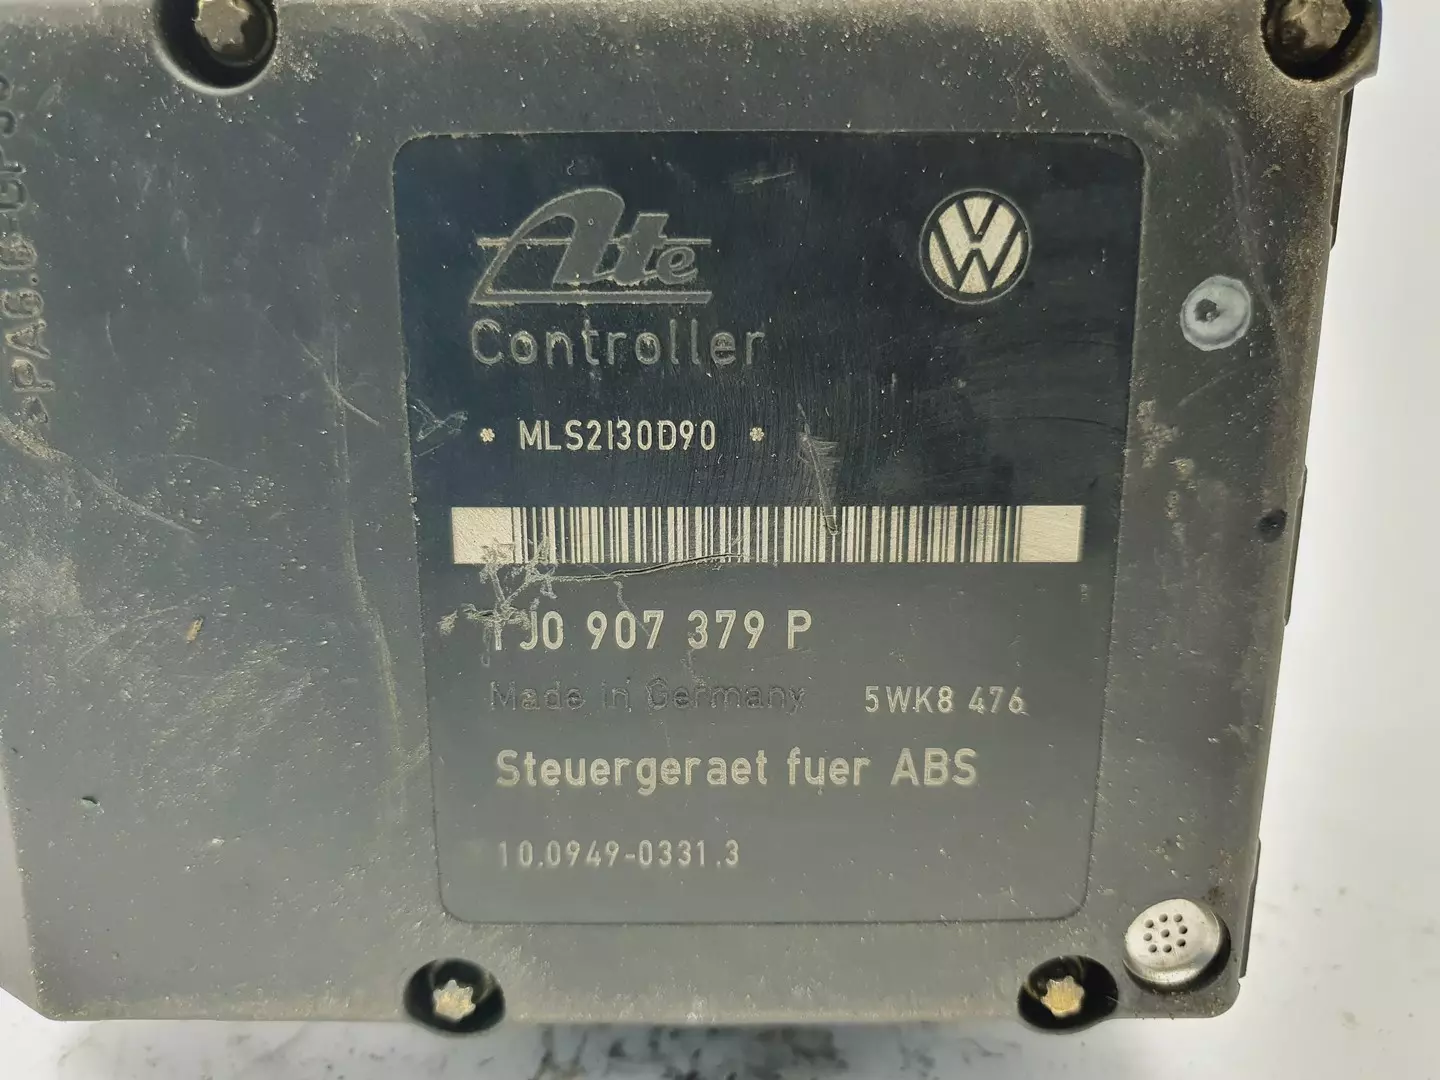 Ate
Controller
* MLS2130D90 *
1J0 907 379 P
Made in Germany 5WK8 476
Steuergeraet fuer ABS
10.0949-0331.3